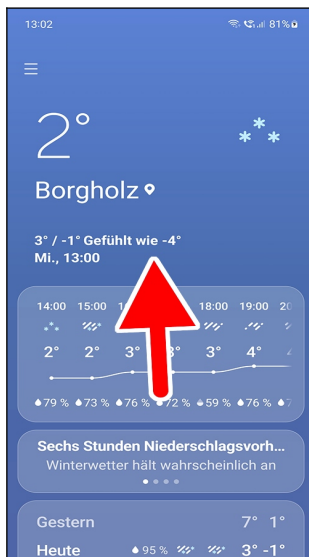 13:02 81%
2°
Borgholz
3° / -1° Gefühlt wie -4°
Mi., 13:00
14:00 15:00 18:00 19:00
2° 2° 3° 3° 4°
79 % 73 % 76 % 72 % 59 % 76 %
Sechs Stunden Niederschlagsvorh...
Winterwetter hält wahrscheinlich an
Gestern 7° 1°
Heute 95 % 3° -1°